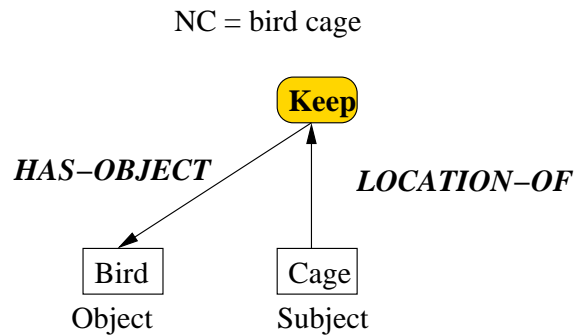 NC = bird cage
Keep
HAS−OBJECT
LOCATION−OF
Bird
Cage
Object
Subject